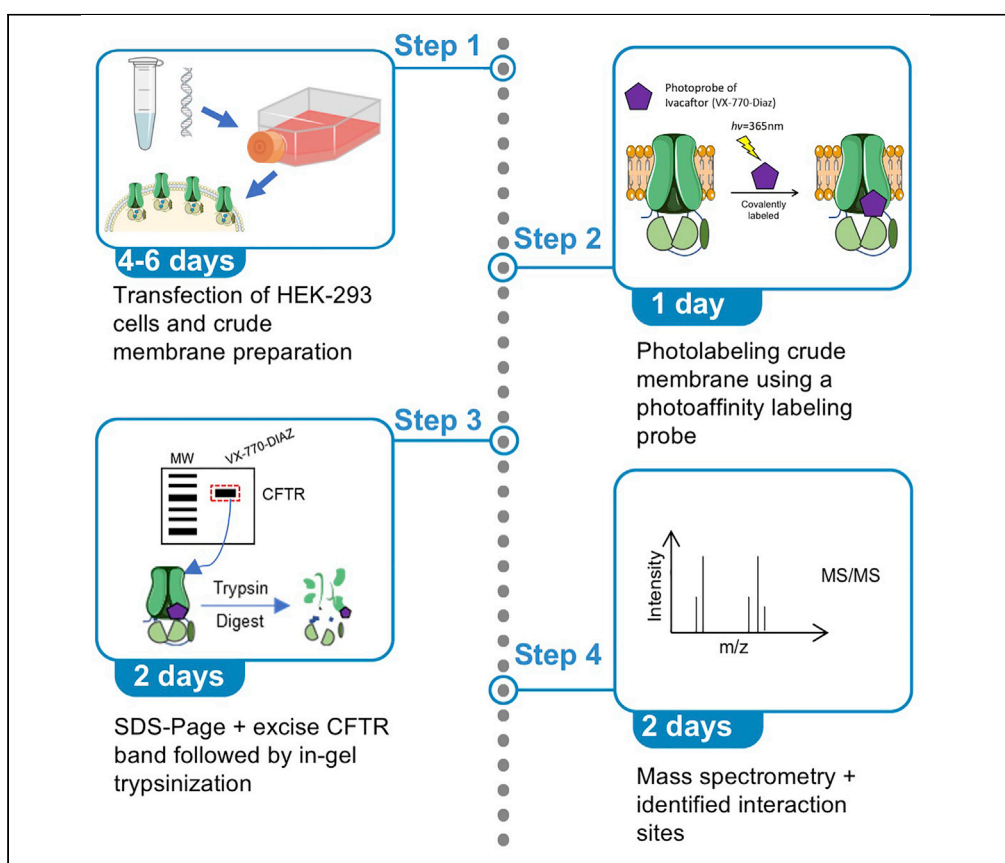 Step 1
4-6 days
Transfection of HEK-293
cells and crude
membrane preparation
Photoprobe of
Ivacaftor (VX-770-Diaz)
hv=365nm
Covalently
labeled
Step 2
1 day
Photolabeling crude
membrane using a
photoaffinity labeling
probe
Step 3
MW
VX-770-DIAZ
CFTR
Trypsin
Digest
2 days
SDS-Page + excise CFTR
band followed by in-gel
trypsinization
Intensity
MS/MS
m/z
Step 4
2 days
Mass spectrometry +
identified interaction
sites